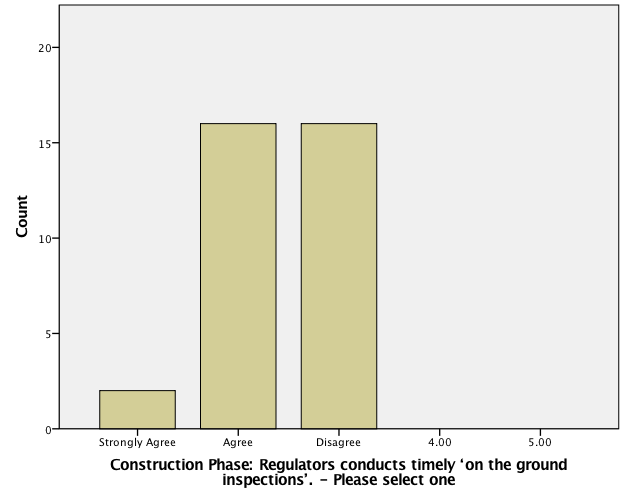 20
15
10
5
0
Count
Strongly Agree Agree Disagree 4.00 5.00
Construction Phase: Regulators conducts timely ‘on the ground
inspections’. – Please select one